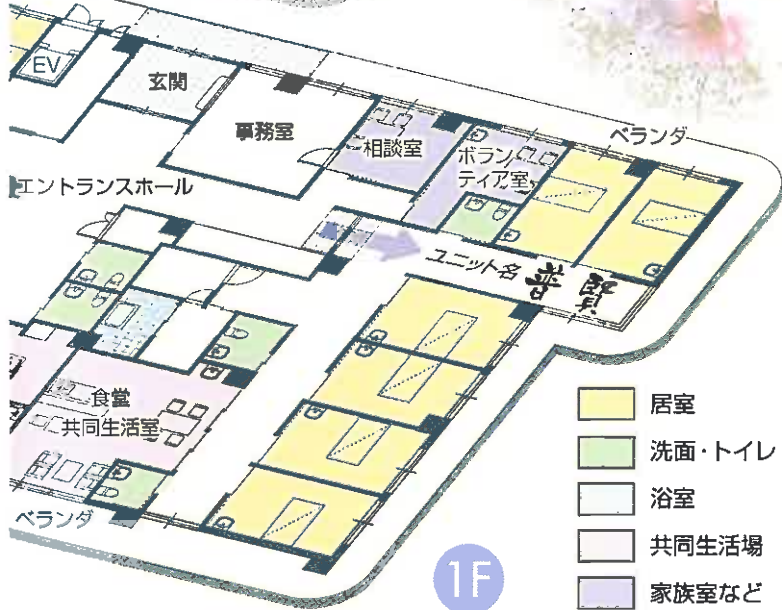 EV
玄関
事務室
相談室
ボラン
ティア室
ベランダ
エントランスホール
ユニット名 普賢
食堂
共同生活室
ベランダ
1F
居室
洗面・トイレ
浴室
共同生活場
家族室など